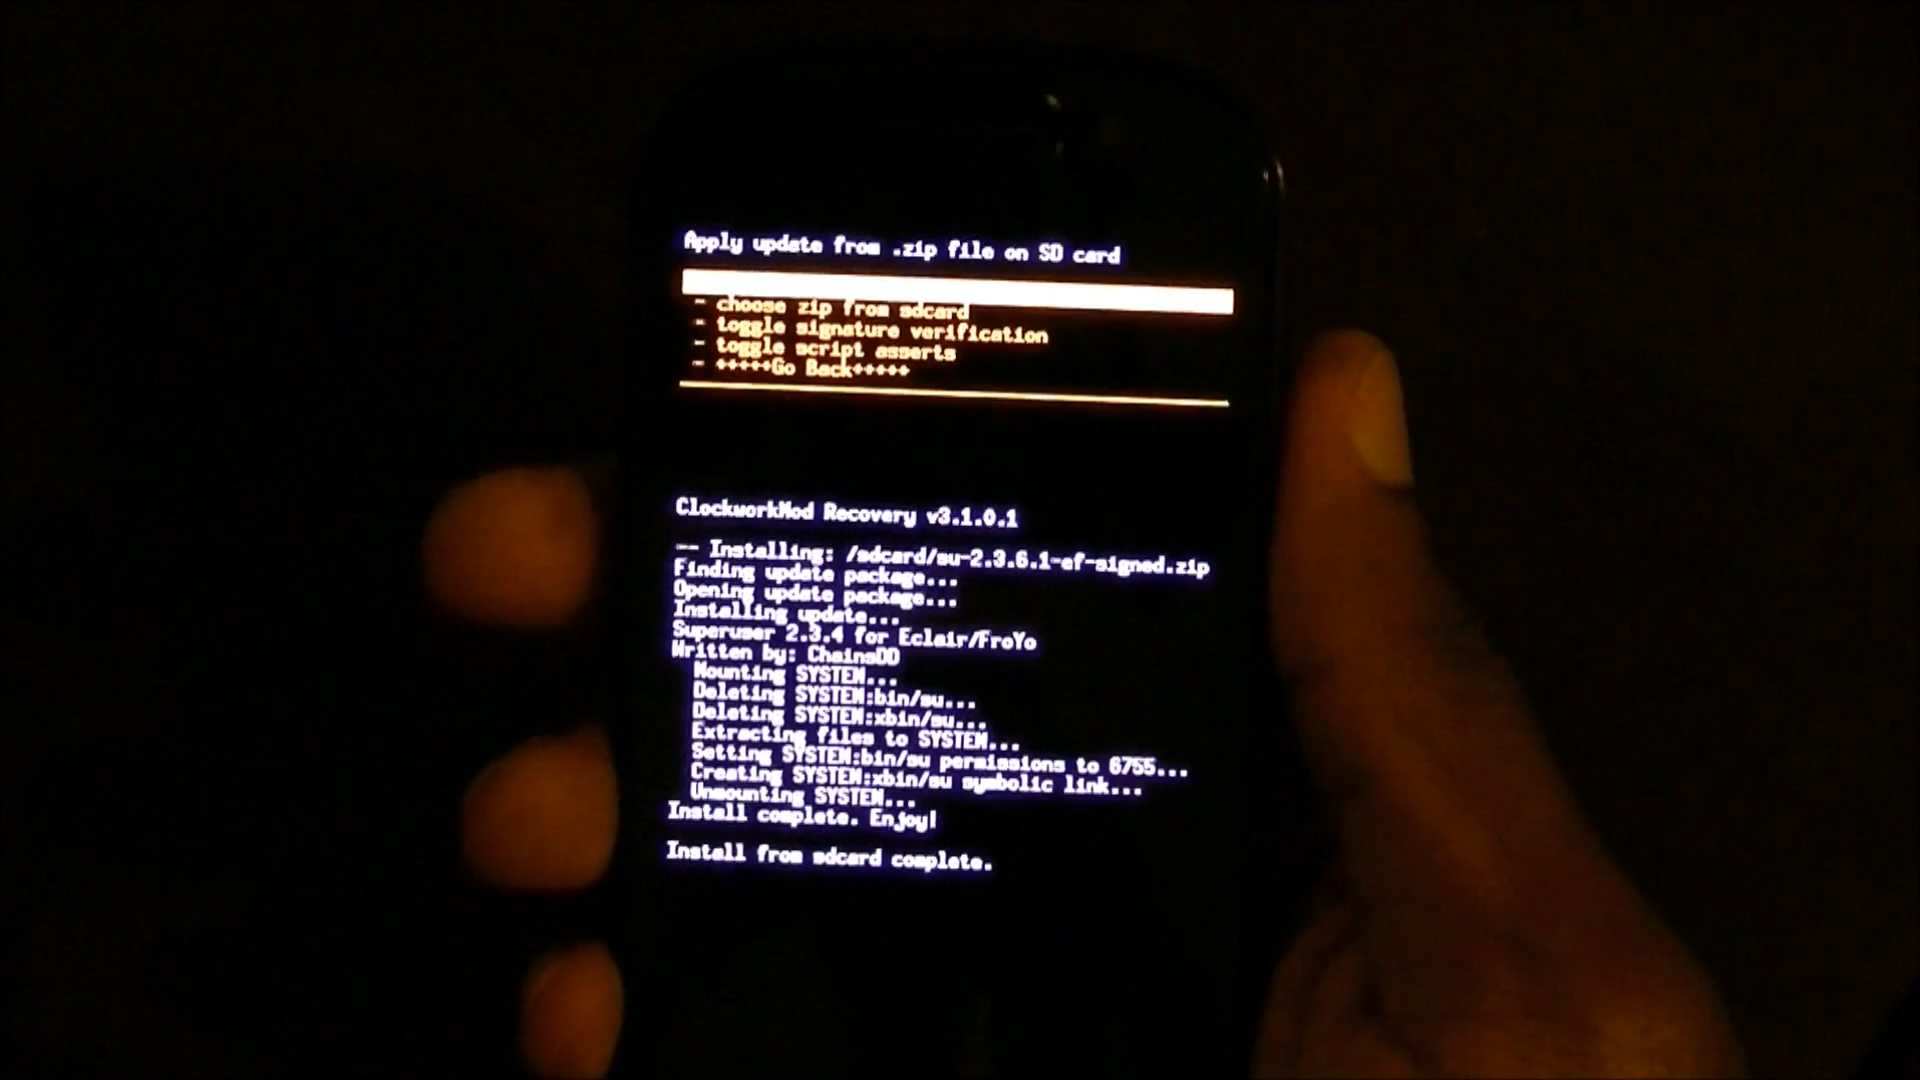 Apply update from .zip file on SD card
- choose zip from sdcard
- toggle signature verification
- toggle script asserts
- +++++Go Back+++++
ClockworkMod Recovery v3.1.0.1
-- Installing: /sdcard/su-2.3.6.1-ef-signed.zip
Finding update package...
Opening update package...
Installing update...
Superuser 2.3.4 for Eclair/FroYo
Written by: ChainsDD
Mounting SYSTEM...
Deleting SYSTEM:bin/su...
Deleting SYSTEM:xbin/su...
Extracting files to SYSTEM...
Setting SYSTEM:bin/su permissions to 6755...
Creating SYSTEM:xbin/su symbolic link...
Unmounting SYSTEM...
Install complete. Enjoy!
Install from sdcard complete.